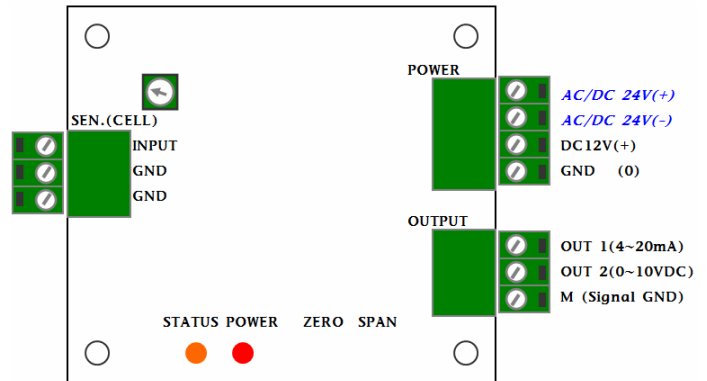 POWER
AC/DC 24V(+)
AC/DC 24V(-)
DC12V(+)
GND (0)
SEN.(CELL)
INPUT
GND
GND
OUTPUT
OUT 1(4~20mA)
OUT 2(0~10VDC)
M (Signal GND)
STATUS POWER ZERO SPAN